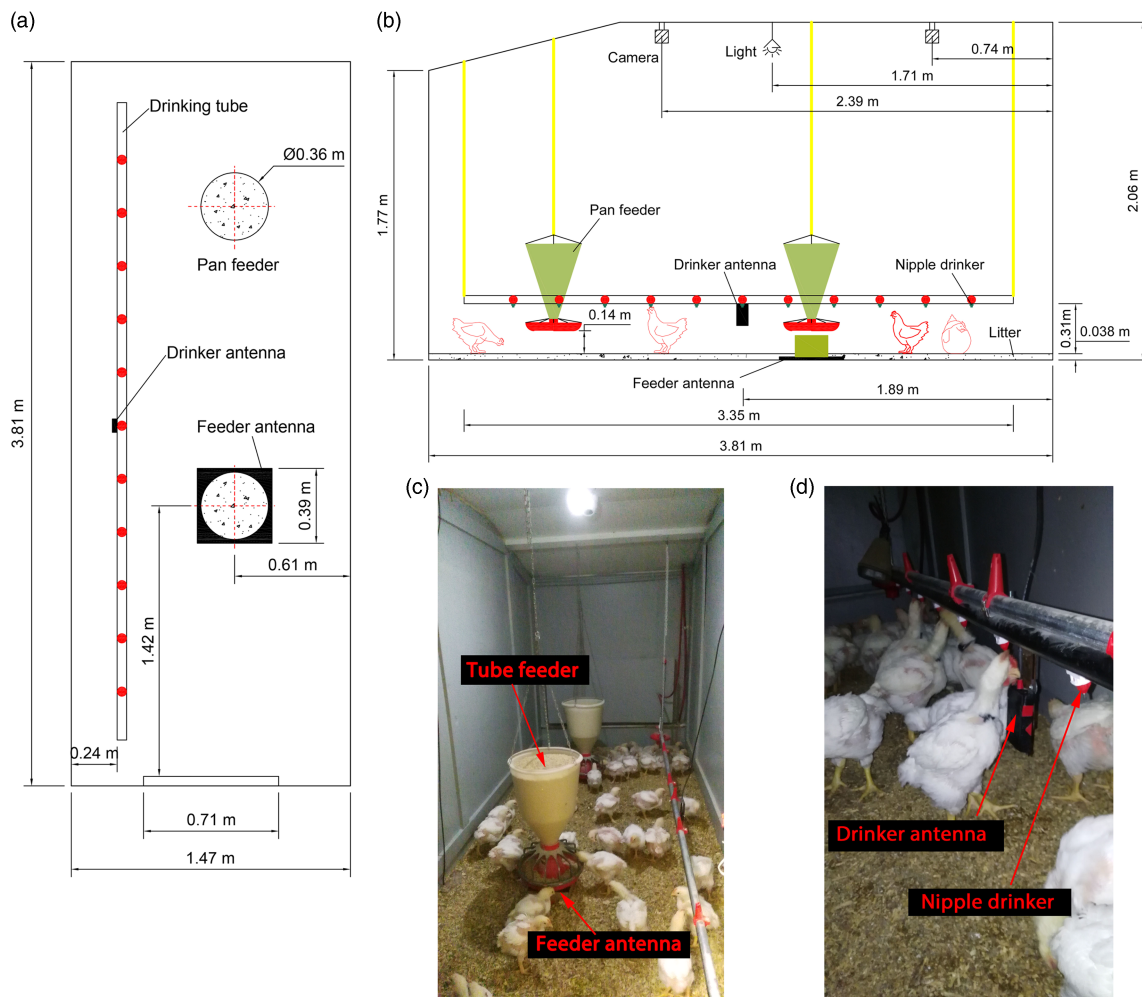 (a)
Drinking tube
Ø0.36 m
Pan feeder
Drinker antenna
3.81 m
Feeder antenna
0.39 m
0.61 m
1.42 m
0.24 m
0.71 m
1.47 m
(b)
Camera
Light
0.74 m
1.71 m
2.39 m
1.77 m
2.06 m
Pan feeder
Drinker antenna
Nipple drinker
0.14 m
0.31m
0.038 m
Litter
Feeder antenna
1.89 m
3.35 m
3.81 m
(c)
Tube feeder
Feeder antenna
(d)
Drinker antenna
Nipple drinker